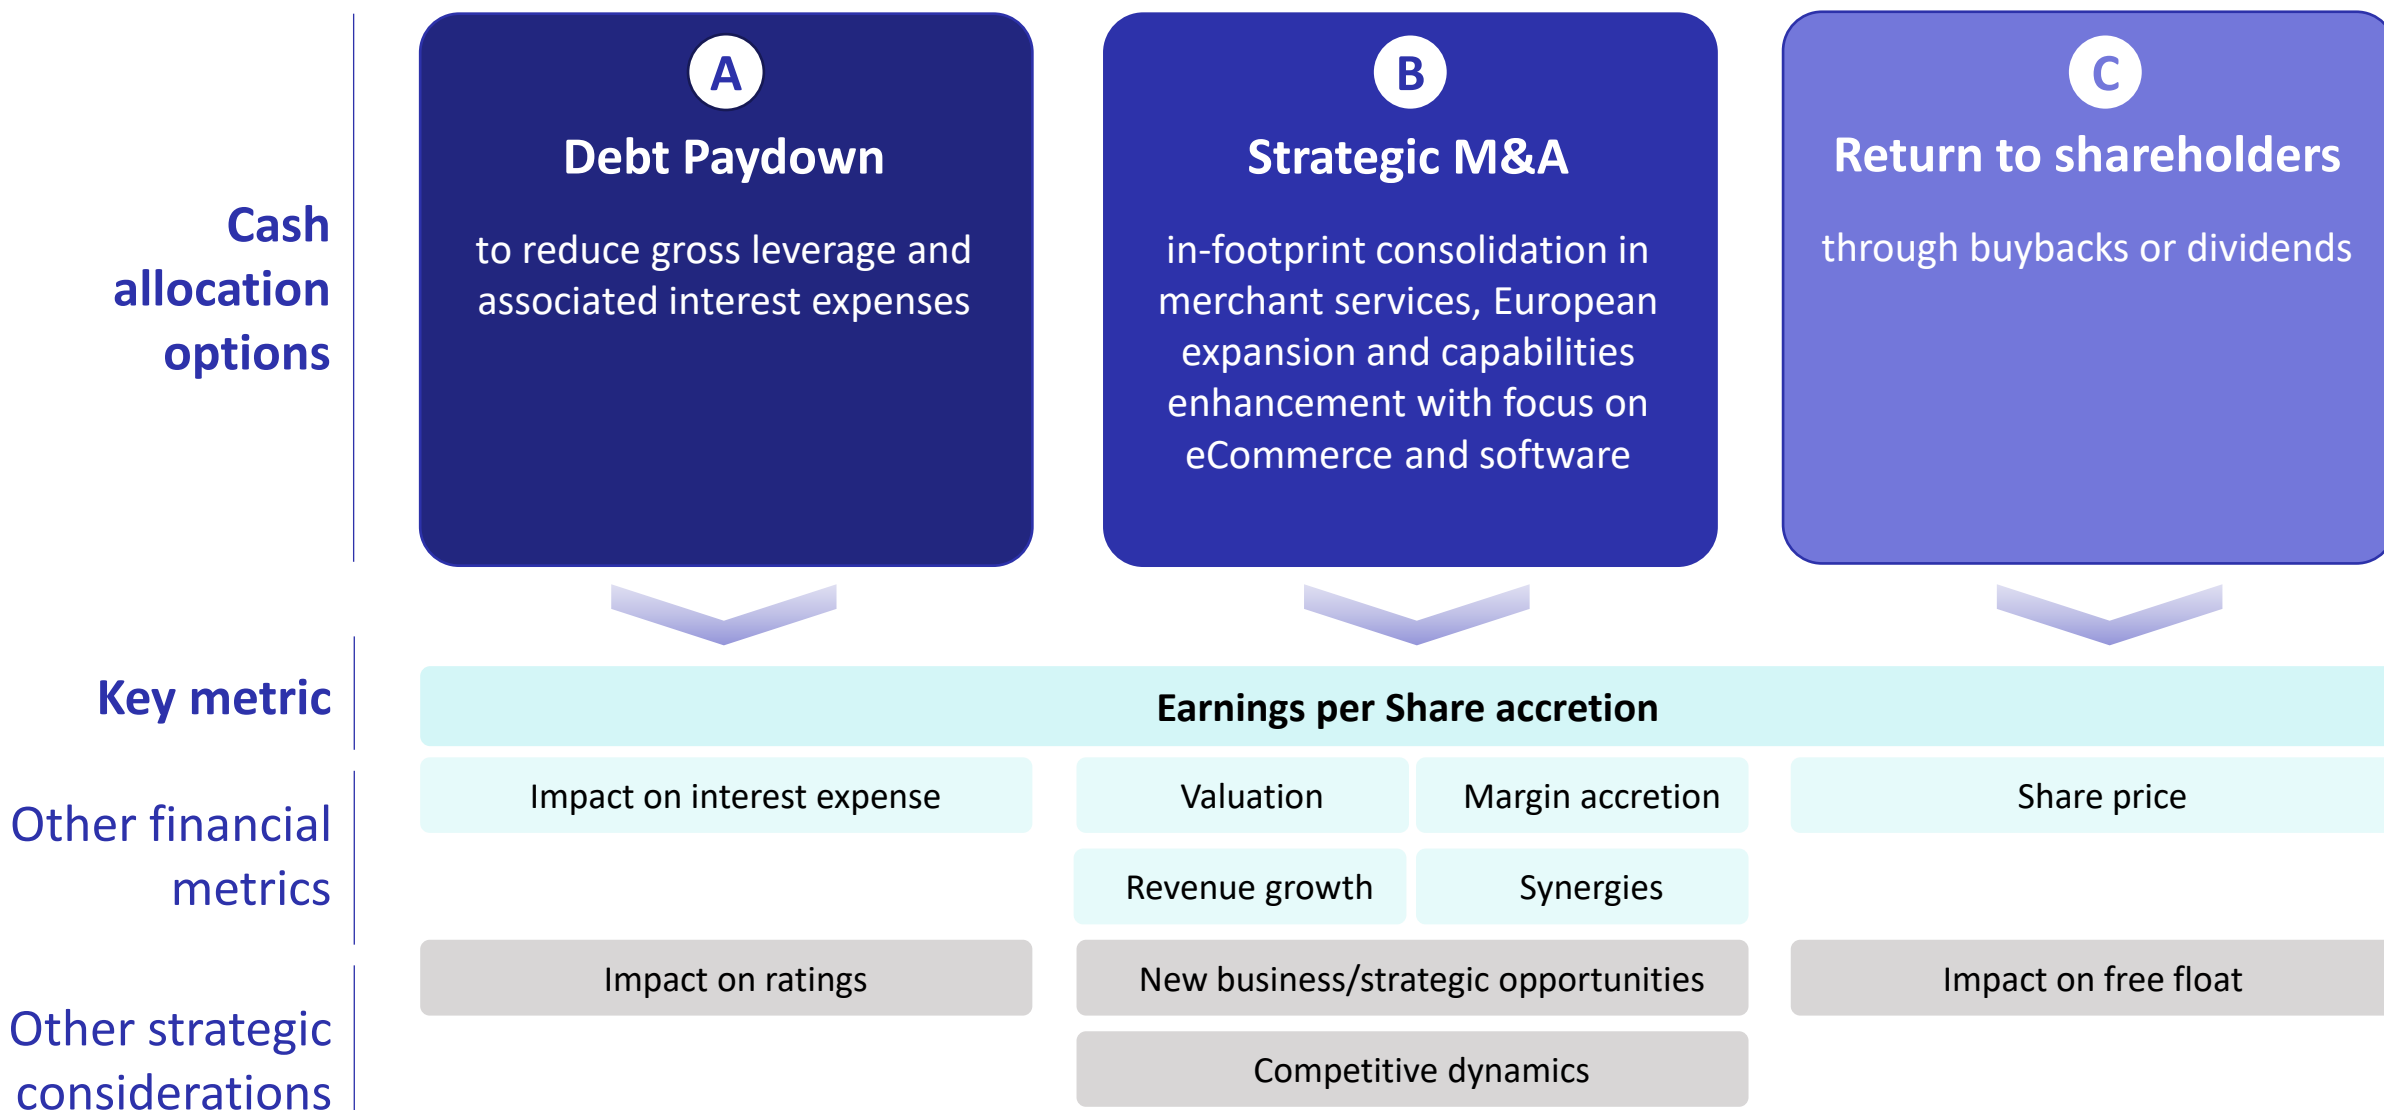 Cash
allocation
options
A
Debt Paydown
to reduce gross leverage and
associated interest expenses
B
Strategic M&A
in-footprint consolidation in
merchant services, European
expansion and capabilities
enhancement with focus on
eCommerce and software
C
Return to shareholders
through buybacks or dividends
Key metric
Earnings per Share accretion
Other financial
metrics
Impact on interest expense
Valuation
Margin accretion
Revenue growth
Synergies
Share price
Other strategic
considerations
Impact on ratings
New business/strategic opportunities
Competitive dynamics
Impact on free float